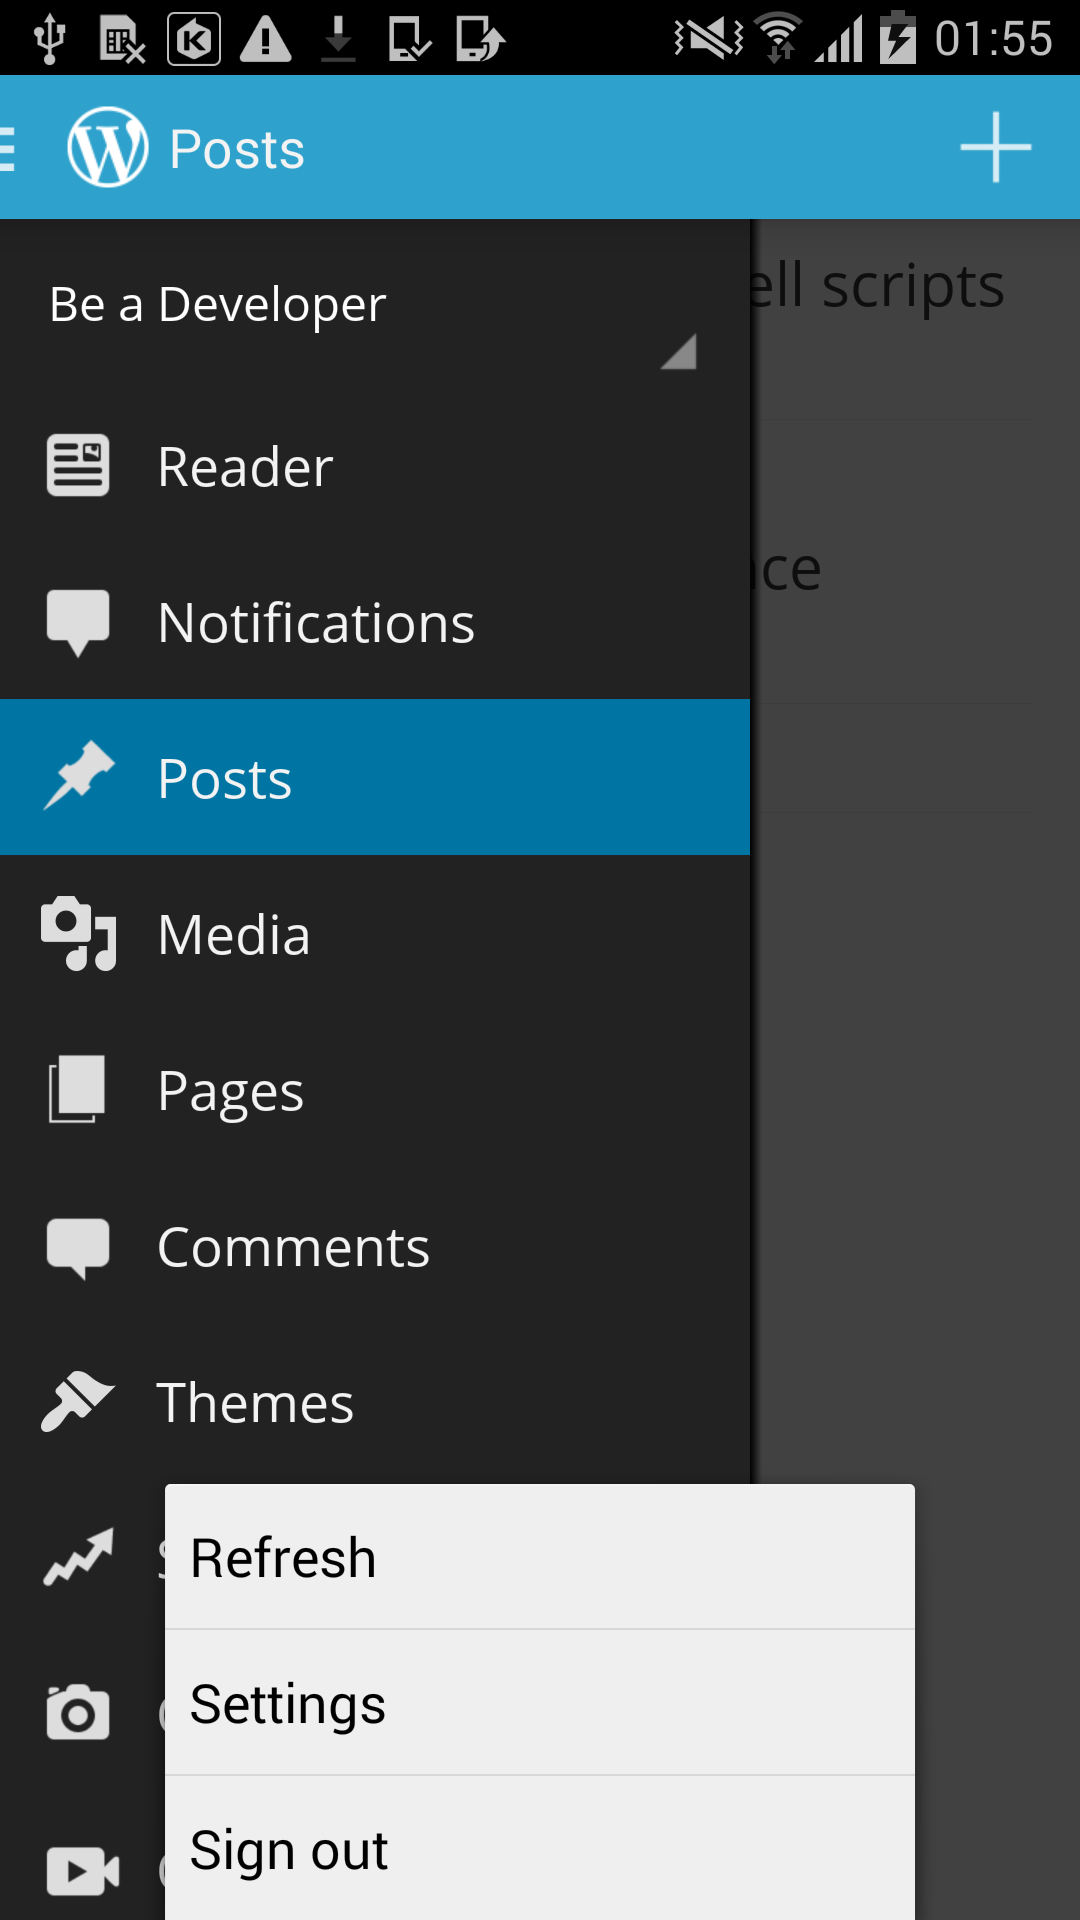 01:55
Posts
Be a Developer
ell scripts
Reader
ce
Notifications
Posts
Media
Pages
Comments
Themes
Refresh
Settings
Sign out